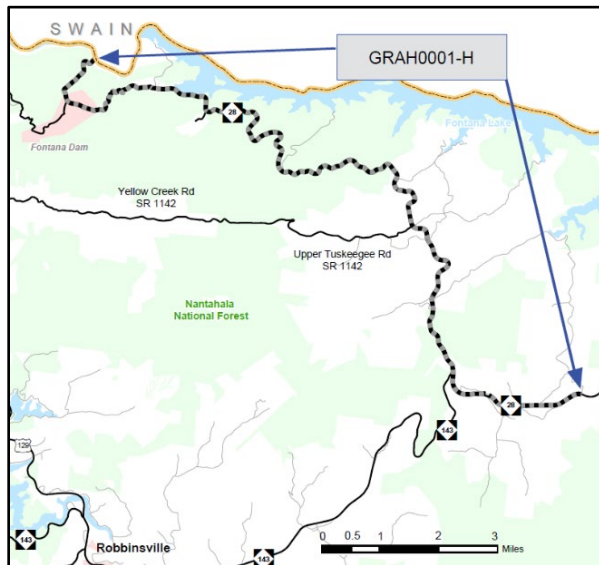 SWAIN
GRAH0001-H
28
Fontana Lake
Fontana Dam
Yellow Creek Rd
SR 1142
Upper Tuskeegee Rd
SR 1142
Nantahala
National Forest
28
143
129
143
Robbinsville
143
0 0.5 1 2 3
Miles